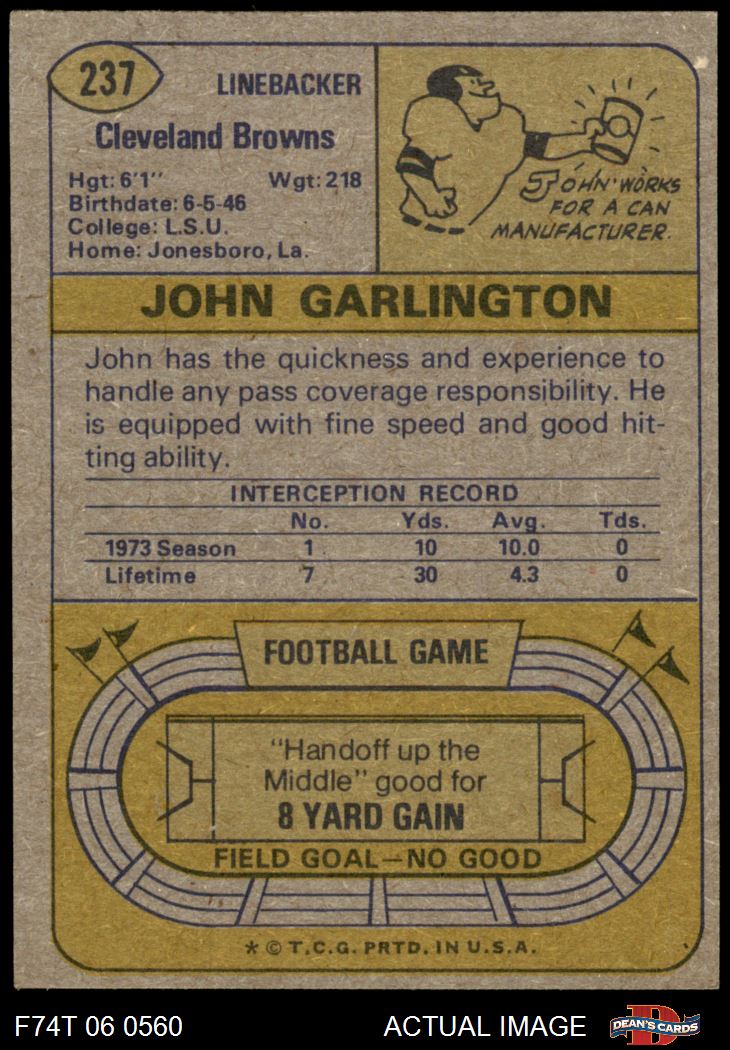 237
LINEBACKER
Cleveland Browns
Hgt: 6'1" Wgt: 218
Birthdate: 6-5-46
College: L.S.U.
Home: Jonesboro, La.
JOHN WORKS
FOR A CAN
MANUFACTURER.
JOHN GARLINGTON
John has the quickness and experience to
handle any pass coverage responsibility. He
is equipped with fine speed and good hit-
ting ability.
INTERCEPTION RECORD
No. Yds. Avg. Tds.
1973 Season 1 10 10.0 0
Lifetime 7 30 4.3 0
FOOTBALL GAME
"Handoff up the
Middle" good for
8 YARD GAIN
FIELD GOAL—NO GOOD
* © T.C.G. PRTD. IN U.S.A.
F74T 06 0560 ACTUAL IMAGE
D
DEAN'S CARDS